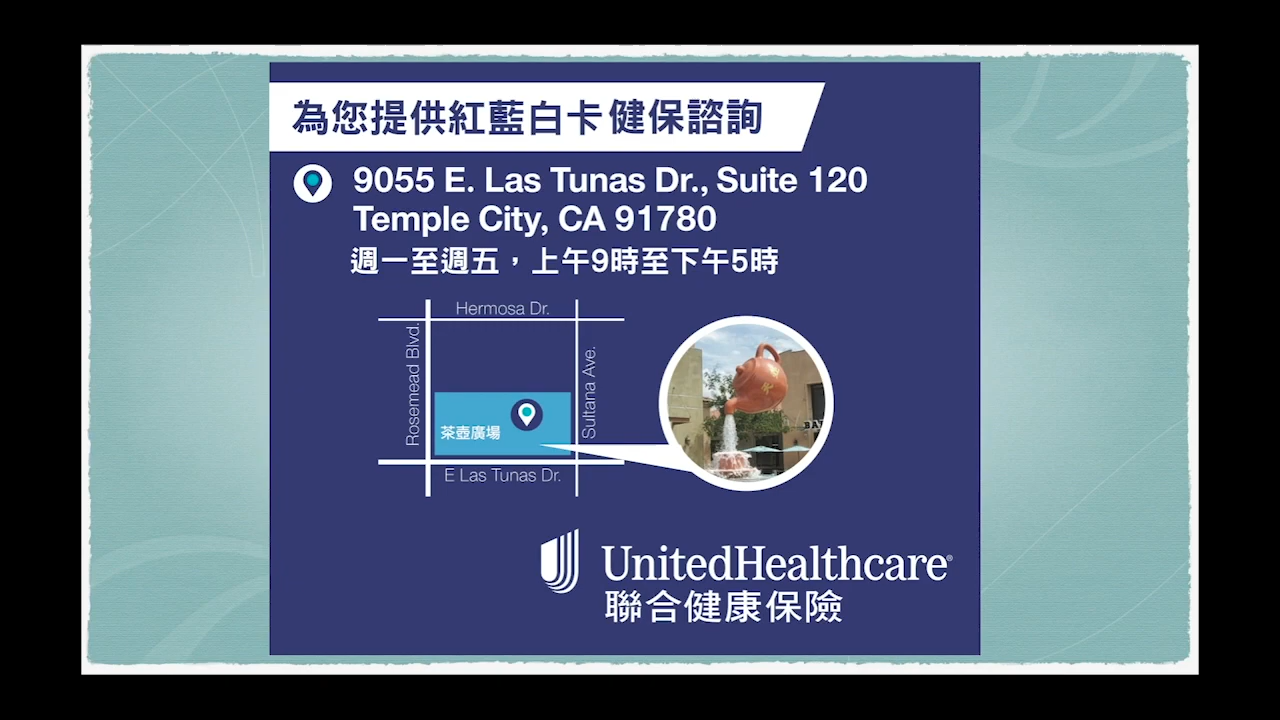 為您提供紅藍白卡健保諮詢
9055 E. Las Tunas Dr., Suite 120
Temple City, CA 91780
週一至週五，上午9時至下午5時
Hermosa Dr.
Rosemead Blvd.
Sultana Ave.
茶壺廣場
E Las Tunas Dr.
UnitedHealthcare®
聯合健康保險